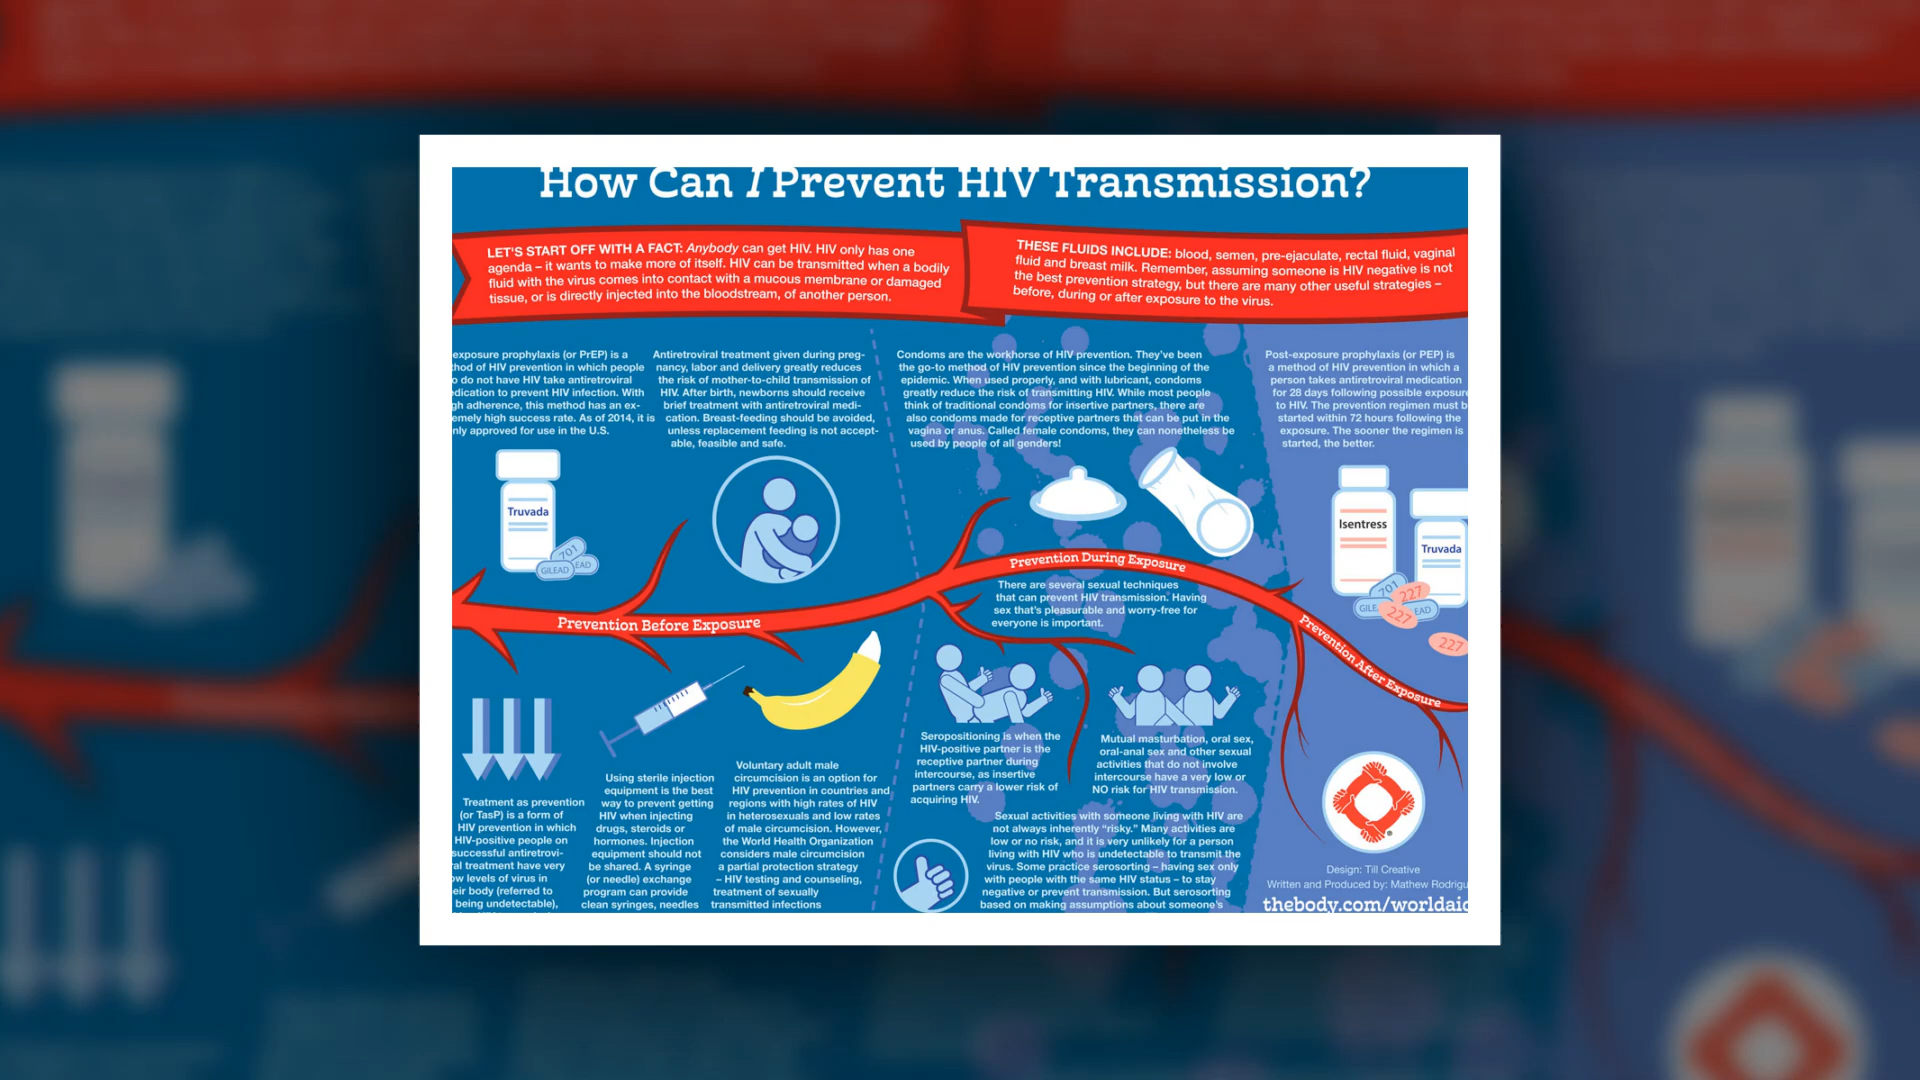 How Can I Prevent HIV Transmission?
LET'S START OFF WITH A FACT: Anybody can get HIV. HIV only has one
agenda – it wants to make more of itself. HIV can be transmitted when a bodily
fluid with the virus comes into contact with a mucous membrane or damaged
tissue, or is directly injected into the bloodstream, of another person.
THESE FLUIDS INCLUDE: blood, semen, pre-ejaculate, rectal fluid, vaginal
fluid and breast milk. Remember, assuming someone is HIV negative is not
the best prevention strategy, but there are many other useful strategies –
before, during or after exposure to the virus.
exposure prophylaxis (or PrEP) is a
thod of HIV prevention in which people
o do not have HIV take antiretroviral
edication to prevent HIV infection. With
gh adherence, this method has an ex-
emely high success rate. As of 2014, it is
nly approved for use in the U.S.
Antiretroviral treatment given during preg-
nancy, labor and delivery greatly reduces
the risk of mother-to-child transmission of
HIV. After birth, newborns should receive
brief treatment with antiretroviral medi-
cation. Breast-feeding should be avoided,
unless replacement feeding is not accept-
able, feasible and safe.
Condoms are the workhorse of HIV prevention. They've been
the go-to method of HIV prevention since the beginning of the
epidemic. When used properly, and with lubricant, condoms
greatly reduce the risk of transmitting HIV. While most people
think of traditional condoms for insertive partners, there are
also condoms made for receptive partners that can be put in the
vagina or anus. Called female condoms, they can nonetheless be
used by people of all genders!
Post-exposure prophylaxis (or PEP) is
a method of HIV prevention in which a
person takes antiretroviral medication
for 28 days following possible exposure
to HIV. The prevention regimen must b
started within 72 hours following the
exposure. The sooner the regimen is
started, the better.
Truvada
701
GILEAD
EAD
Isentress
Truvada
701
227
GILE
227
EAD
227
Prevention Before Exposure
Prevention During Exposure
Prevention After Exposure
There are several sexual techniques
that can prevent HIV transmission. Having
sex that's pleasurable and worry-free for
everyone is important.
Treatment as prevention
(or TasP) is a form of
HIV prevention in which
HIV-positive people on
successful antiretrovi-
ral treatment have very
ow levels of virus in
eir body (referred to
being undetectable),
Using sterile injection
equipment is the best
way to prevent getting
HIV when injecting
drugs, steroids or
hormones. Injection
equipment should not
be shared. A syringe
(or needle) exchange
program can provide
clean syringes, needles
Voluntary adult male
circumcision is an option for
HIV prevention in countries and
regions with high rates of HIV
in heterosexuals and low rates
of male circumcision. However,
the World Health Organization
considers male circumcision
a partial protection strategy
– HIV testing and counseling,
treatment of sexually
transmitted infections
Seropositioning is when the
HIV-positive partner is the
receptive partner during
intercourse, as insertive
partners carry a lower risk of
acquiring HIV.
Mutual masturbation, oral sex,
oral-anal sex and other sexual
activities that do not involve
intercourse have a very low or
NO risk for HIV transmission.
Sexual activities with someone living with HIV are
not always inherently “risky.” Many activities are
low or no risk, and it is very unlikely for a person
living with HIV who is undetectable to transmit the
virus. Some practice serosorting – having sex only
with people with the same HIV status – to stay
negative or prevent transmission. But serosorting
based on making assumptions about someone's
Design: Till Creative
Written and Produced by: Mathew Rodrigu
thebody.com/worldaid